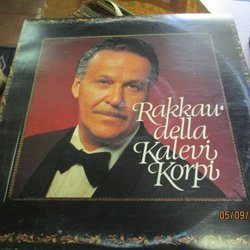 Rakkau-
della
Kalevi
Korpi
05/09/